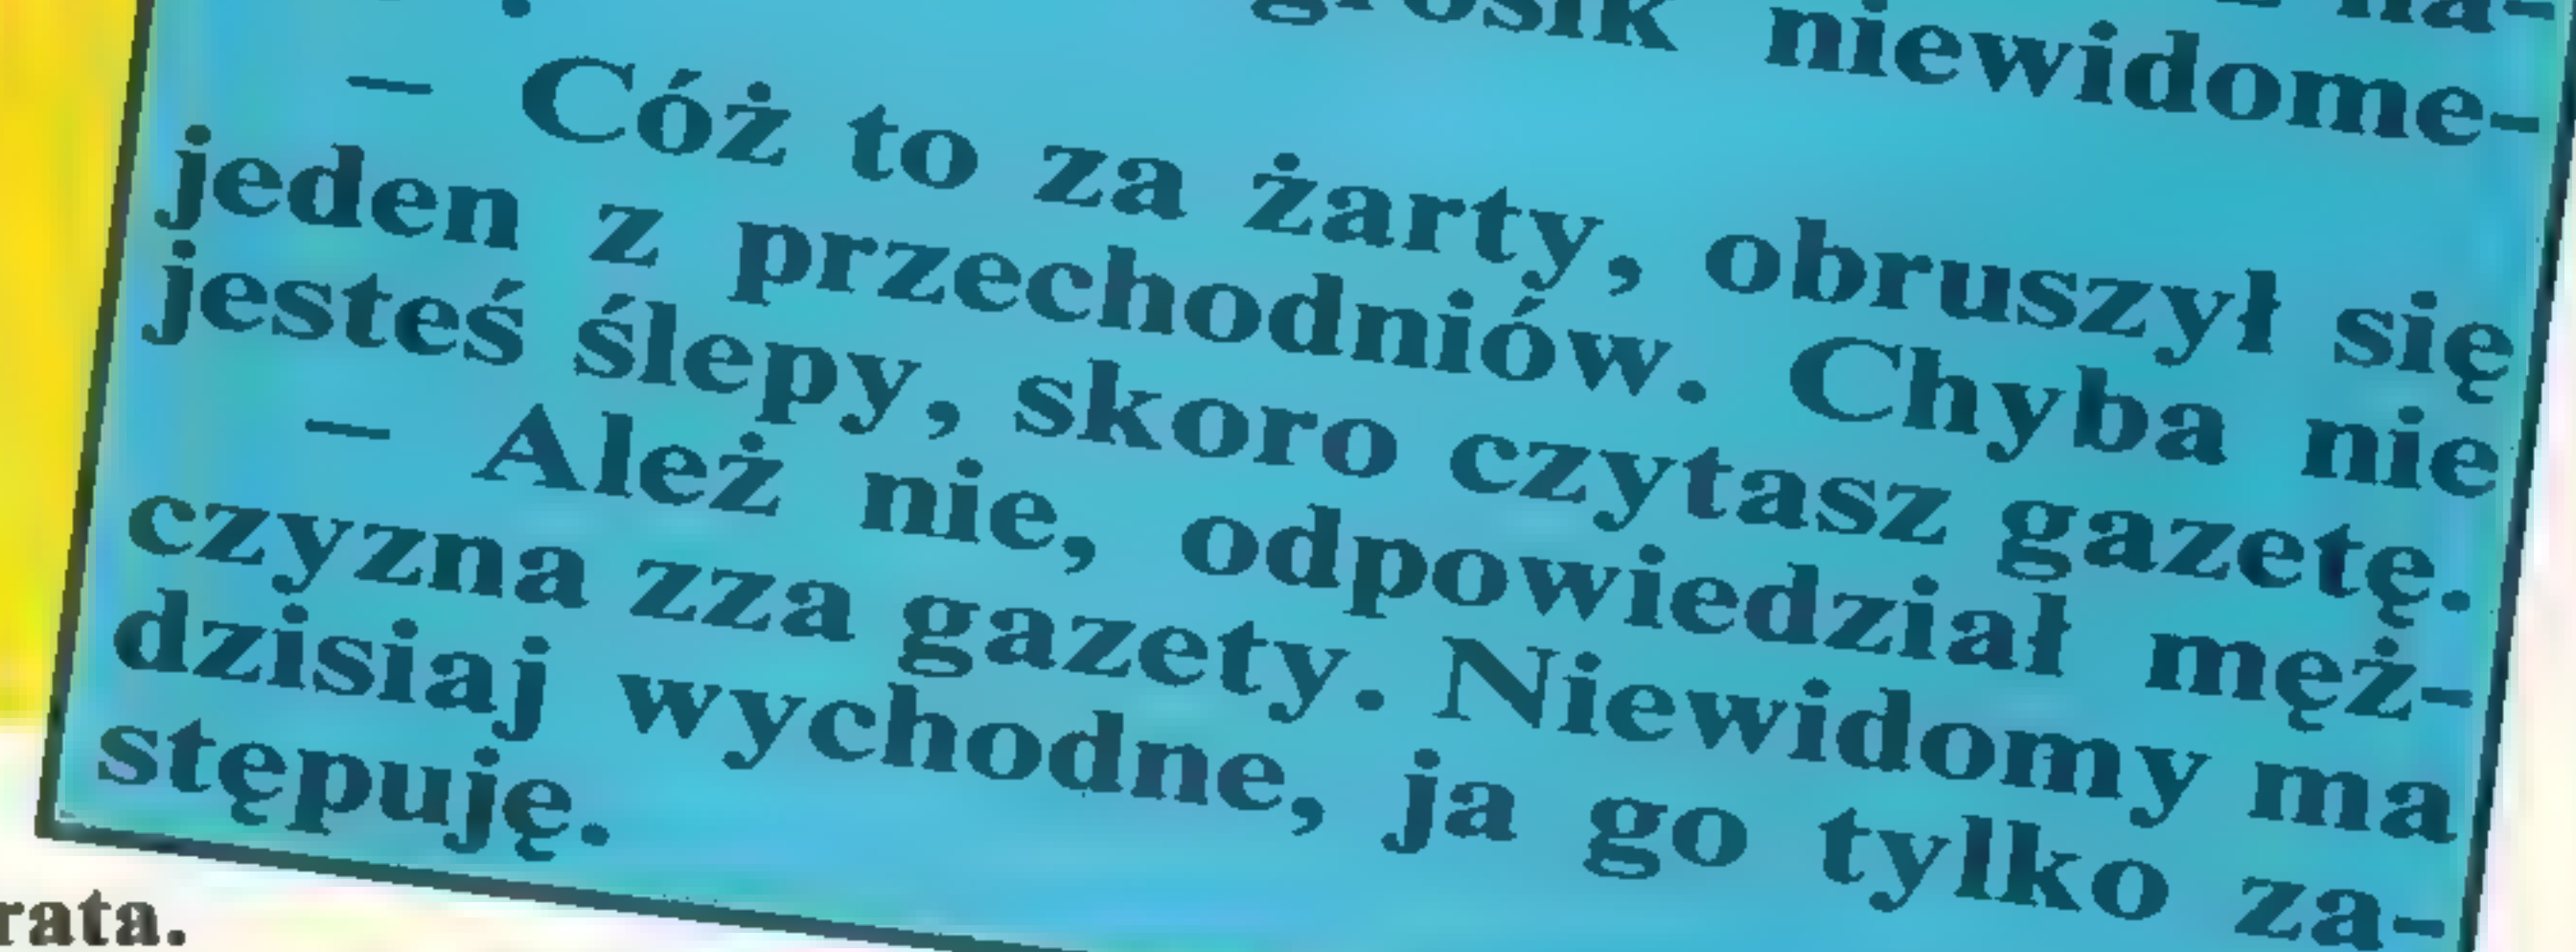 grosik niewidome-
— Cóż to za żarty, obruszył się
jeden z przechodniów. Chyba nie
jesteś ślepy, skoro czytasz gazetę.
— Ależ nie, odpowiedział męż-
czyzna zza gazety. Niewidomy ma
dzisiaj wychodne, ja go tylko za-
stępuję.
rata.